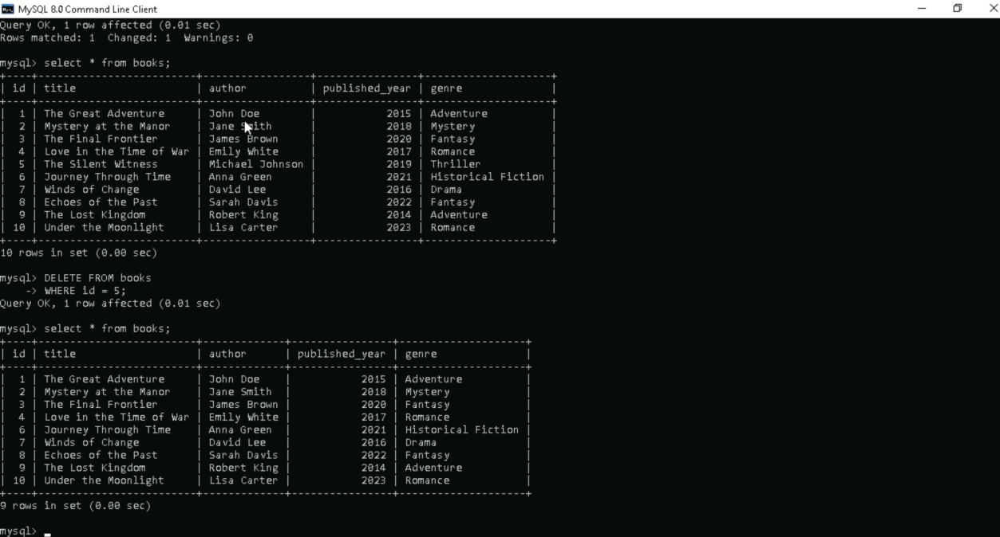 MySQL 8.0 Command Line Client
Query OK, 1 row affected (0.01 sec)
Rows matched: 1  Changed: 1  Warnings: 0
mysql> select * from books;
+----+-------------------------+-----------------+----------------+--------------------+
| id | title                   | author          | published_year | genre              |
+----+-------------------------+-----------------+----------------+--------------------+
|  1 | The Great Adventure     | John Doe        |           2015 | Adventure          |
|  2 | Mystery at the Manor    | Jane Smith      |           2018 | Mystery            |
|  3 | The Final Frontier      | James Brown     |           2020 | Fantasy            |
|  4 | Love in the Time of War | Emily White     |           2017 | Romance            |
|  5 | The Silent Witness      | Michael Johnson |           2019 | Thriller           |
|  6 | Journey Through Time    | Anna Green      |           2021 | Historical Fiction |
|  7 | Winds of Change         | David Lee       |           2016 | Drama              |
|  8 | Echoes of the Past      | Sarah Davis     |           2022 | Fantasy            |
|  9 | The Lost Kingdom        | Robert King     |           2014 | Adventure          |
| 10 | Under the Moonlight     | Lisa Carter     |           2023 | Romance            |
+----+-------------------------+-----------------+----------------+--------------------+
10 rows in set (0.00 sec)
mysql> DELETE FROM books
    -> WHERE id = 5;
Query OK, 1 row affected (0.01 sec)
mysql> select * from books;
+----+-------------------------+-------------+----------------+--------------------+
| id | title                   | author      | published_year | genre              |
+----+-------------------------+-------------+----------------+--------------------+
|  1 | The Great Adventure     | John Doe    |           2015 | Adventure          |
|  2 | Mystery at the Manor    | Jane Smith  |           2018 | Mystery            |
|  3 | The Final Frontier      | James Brown |           2020 | Fantasy            |
|  4 | Love in the Time of War | Emily White |           2017 | Romance            |
|  6 | Journey Through Time    | Anna Green  |           2021 | Historical Fiction |
|  7 | Winds of Change         | David Lee   |           2016 | Drama              |
|  8 | Echoes of the Past      | Sarah Davis |           2022 | Fantasy            |
|  9 | The Lost Kingdom        | Robert King |           2014 | Adventure          |
| 10 | Under the Moonlight     | Lisa Carter |           2023 | Romance            |
+----+-------------------------+-------------+----------------+--------------------+
9 rows in set (0.00 sec)
mysql> _